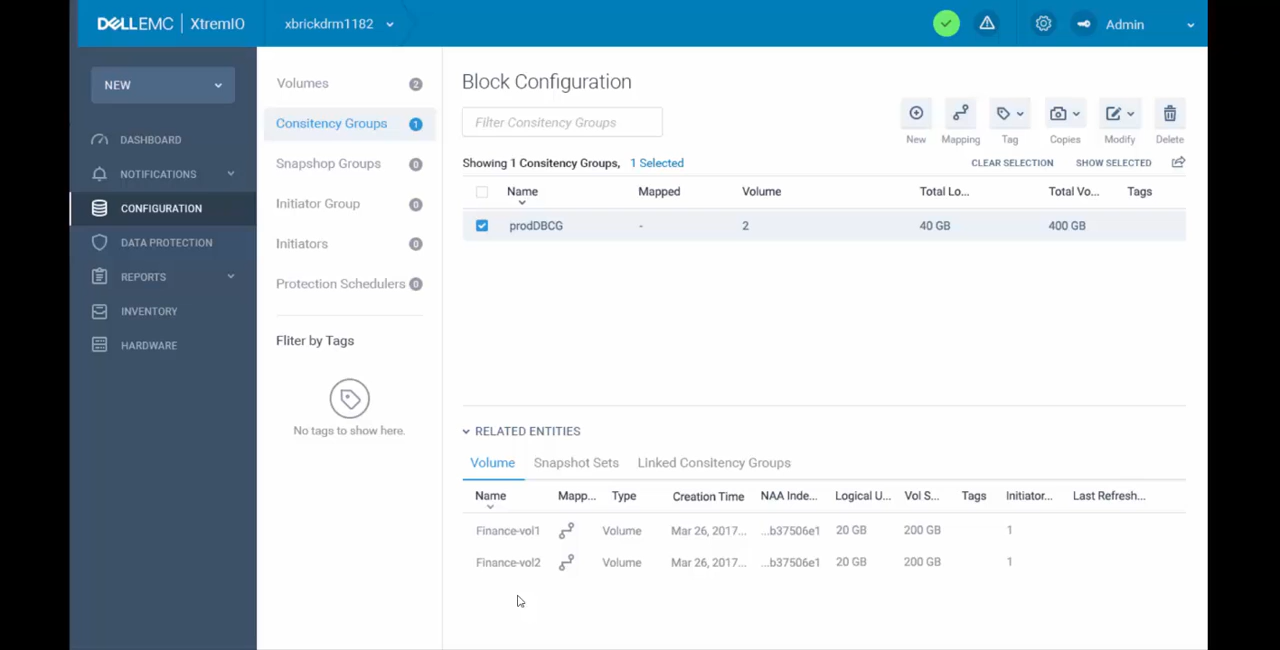 DELLEMC | XtremIO
xbrickdrm1182
Admin
NEW
DASHBOARD
NOTIFICATIONS
CONFIGURATION
DATA PROTECTION
REPORTS
INVENTORY
HARDWARE
Volumes 2
Consitency Groups 1
Snapshop Groups 0
Initiator Group 0
Initiators 0
Protection Schedulers 0
Fliter by Tags
No tags to show here.
Block Configuration
Filter Consitency Groups
New Mapping Tag Copies Modify Delete
Showing 1 Consitency Groups, 1 Selected CLEAR SELECTION SHOW SELECTED
Name Mapped Volume Total Lo... Total Vo... Tags
prodDBCG - 2 40 GB 400 GB
RELATED ENTITIES
Volume Snapshot Sets Linked Consitency Groups
Name Mapp... Type Creation Time NAA Inde... Logical U... Vol S... Tags Initiator... Last Refresh...
Finance-vol1 Volume Mar 26, 2017... ...b37506e1 20 GB 200 GB 1
Finance-vol2 Volume Mar 26, 2017... ...b37506e1 20 GB 200 GB 1